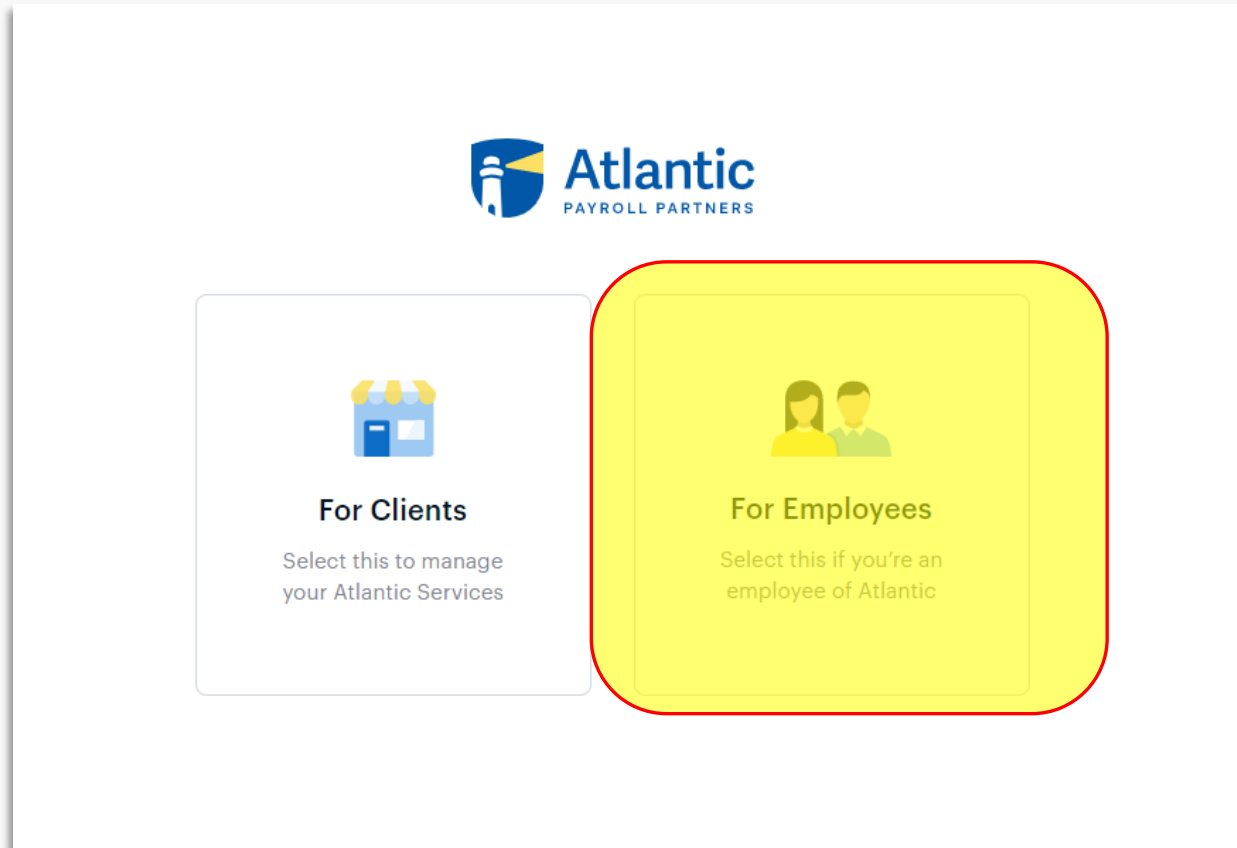 Atlantic
PAYROLL PARTNERS
For Clients
Select this to manage
your Atlantic Services
For Employees
Select this if you're an
employee of Atlantic